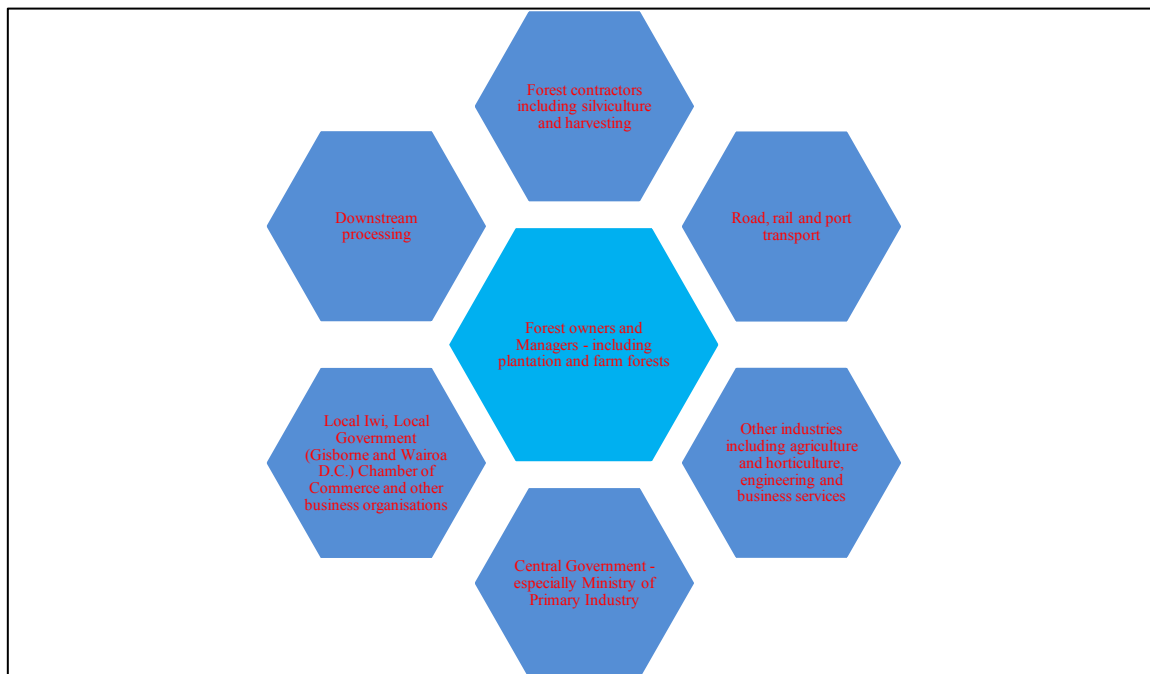 Forest contractors
including silviculture
and harvesting
Downstream
processing
Road, rail and port
transport
Forest owners and
Managers - including
plantation and farm forests
Local Iwi, Local
Government
(Gisborne and Wairoa
D.C.) Chamber of
Commerce and other
business organisations
Other industries
including agriculture
and horticulture,
engineering and
business services
Central Government -
especially Ministry of
Primary Industry